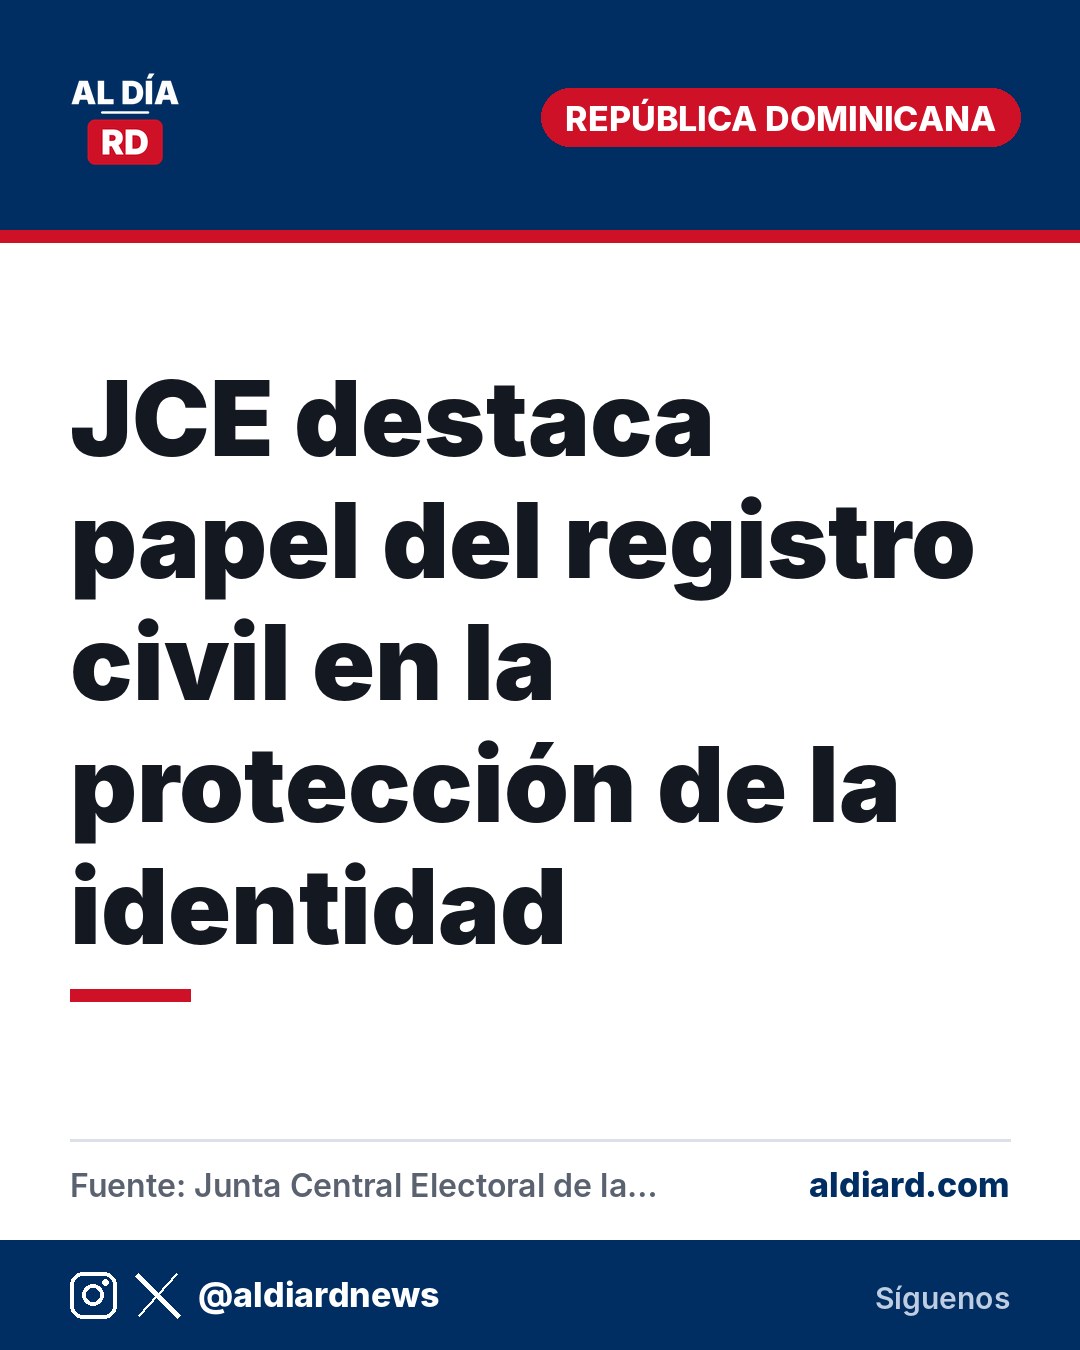 AL DÍA
RD
REPÚBLICA DOMINICANA
JCE destaca
papel del registro
civil en la
protección de la
identidad
Fuente: Junta Central Electoral de la...
aldiard.com
@aldiardnews
Síguenos